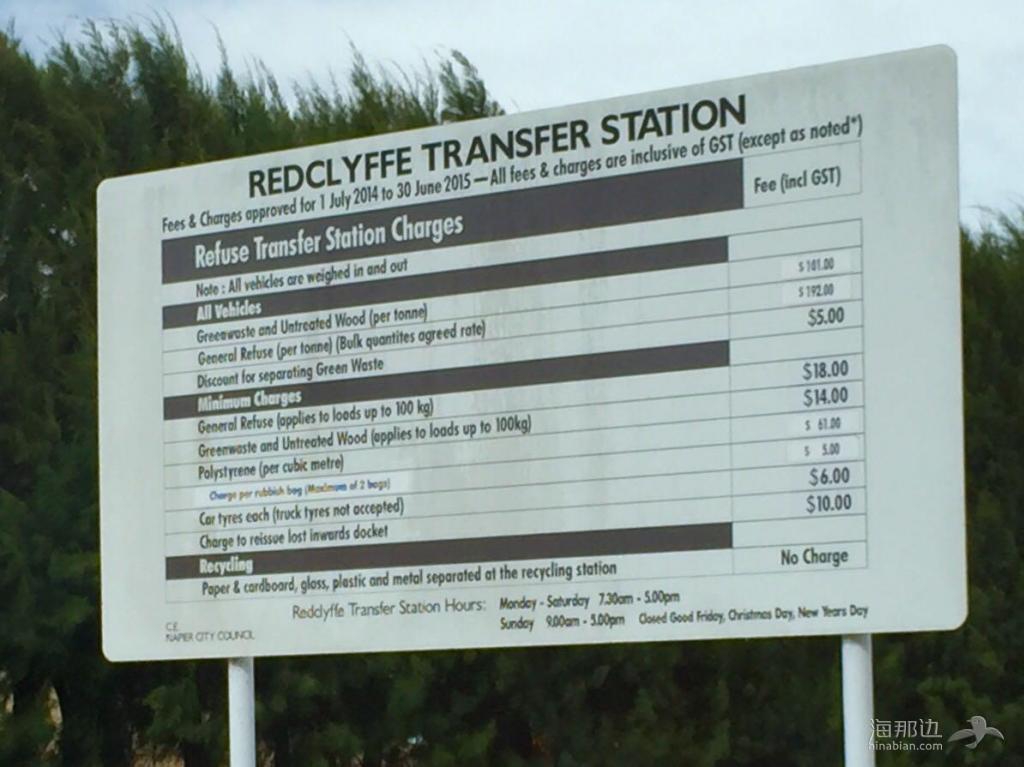 REDCLYFFE TRANSFER STATION
Fees & Charges approved for 1 July 2014 to 30 June 2015 — All fees & charges are inclusive of GST (except as noted*)
Refuse Transfer Station Charges Fee (incl GST)
Note : All vehicles are weighed in and out
All Vehicles
Greenwaste and Untreated Wood (per tonne) $ 101.00
General Refuse (per tonne) (Bulk quantites agreed rate) $ 192.00
Discount for separating Green Waste $5.00
Minimum Charges
General Refuse (applies to loads up to 100 kg) $18.00
Greenwaste and Untreated Wood (applies to loads up to 100kg) $14.00
Polystyrene (per cubic metre) $ 61.00
Charge per rubbish bag (Maximum of 2 bags) $ 5.00
Car tyres each (truck tyres not accepted) $6.00
Charge to reissue lost inwards docket $10.00
Recycling
Paper & cardboard, glass, plastic and metal separated at the recycling station No Charge
Redclyffe Transfer Station Hours: Monday - Saturday 7.30am - 5.00pm
Sunday 9.00am - 5.00pm Closed Good Friday, Christmas Day, New Years Day
C.E.
NAPIER CITY COUNCIL
海那边
hinabian.com